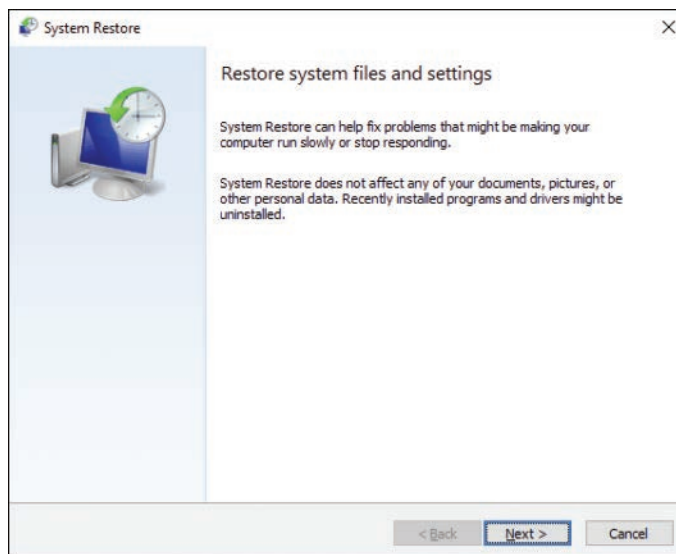 System Restore
Restore system files and settings
System Restore can help fix problems that might be making your
computer run slowly or stop responding.
System Restore does not affect any of your documents, pictures, or
other personal data. Recently installed programs and drivers might be
uninstalled.
< Back
Next >
Cancel